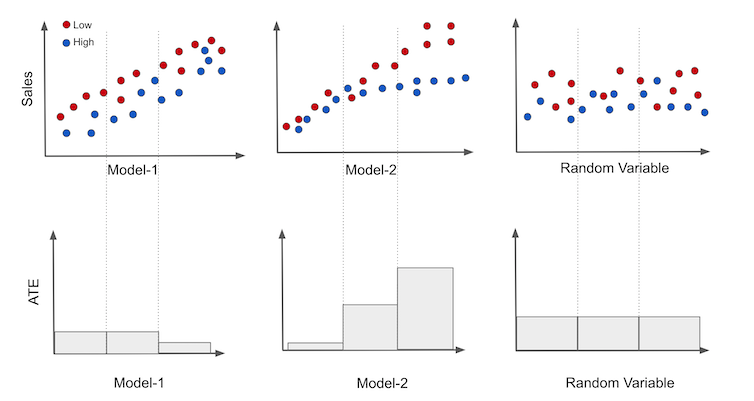 Low
High
Sales
Model-1
Model-2
Random Variable
ATE
Model-1
Model-2
Random Variable